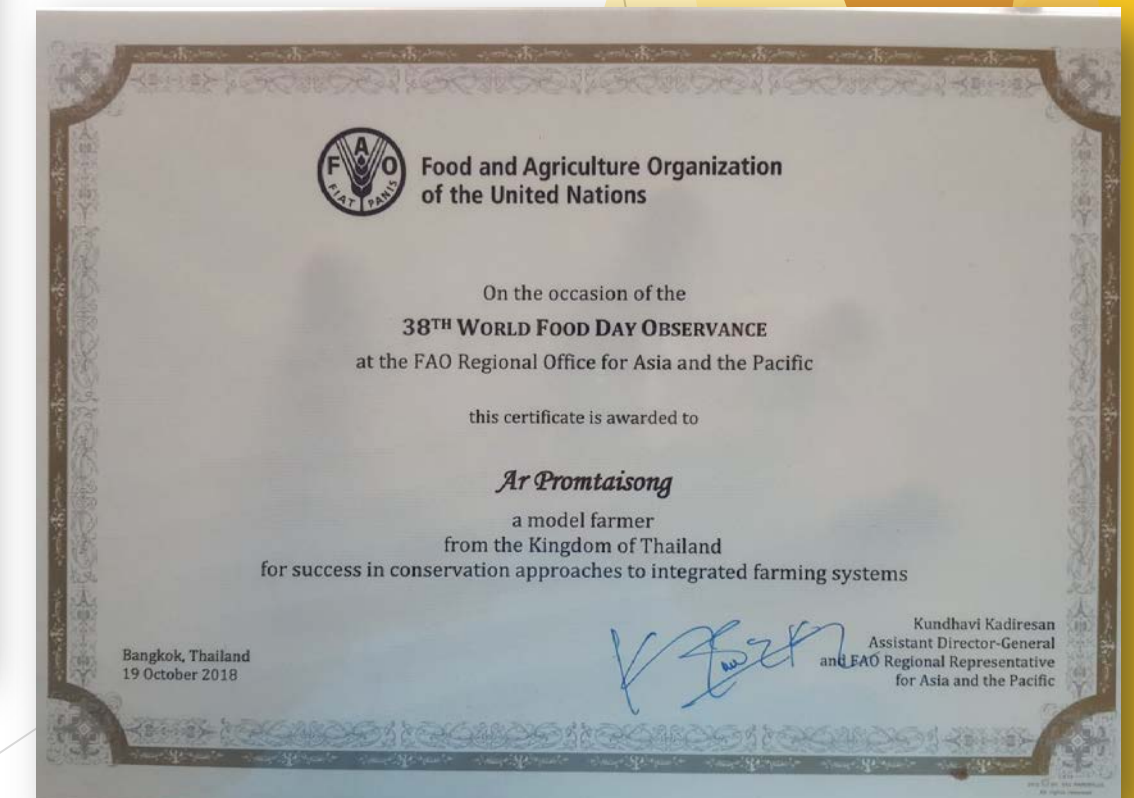 F A O
FIAT PANIS
Food and Agriculture Organization
of the United Nations
On the occasion of the
38TH WORLD FOOD DAY OBSERVANCE
at the FAO Regional Office for Asia and the Pacific
this certificate is awarded to
Ar Promtaisong
a model farmer
from the Kingdom of Thailand
for success in conservation approaches to integrated farming systems
Bangkok, Thailand
19 October 2018
Kundhavi Kadiresan
Assistant Director-General
and FAO Regional Representative
for Asia and the Pacific
All rights reserved